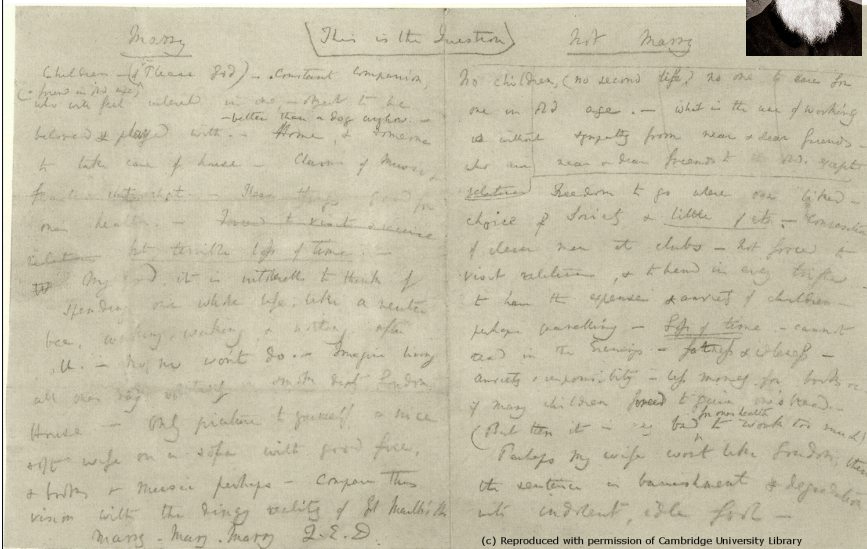 This is the Question
Marry
Children — (if it Please God) — Constant companion,
(& friend in old age)
who will feel interested in one — object to be
— better than a dog anyhow. —
beloved & played with. — Home, & someone
to take care of house — Charms of music &
female chit-chat — These things good for
one's health. — Forced to visit & receive
relations but terrible loss of time. —
My God, it is intolerable to think of
spending one's whole life, like a neuter
bee, working, working & nothing after
all. — No, no won't do. — Imagine living
all one's day solitarily in smoky dirty London
House. — Only picture to yourself a nice
soft wife on a sofa with good fire,
& books & music perhaps — Compare this
vision with the dingy reality of Grt Marlbro' St.
Marry — Marry — Marry Q.E.D.
Not Marry
No children, (no second life) no one to care for
one in old age. — What is the use of working
without sympathy from near & dear friends —
who are near & dear friends to the old, except
relatives
Freedom to go where one liked —
choice of Society & little of it. — Conversation
of clever men at clubs — Not forced to
visit relatives, & to bend in every trifle —
to have the expense & anxiety of children —
perhaps quarelling — Loss of time. — cannot
read in the Evenings — fatness & idleness —
Anxiety & responsibility — less money for books &c
if many children forced to gain one's bread. —
(But then it is very bad for ones health to work too much)
Perhaps my wife wont like London; then
the sentence is banishment & degradation
into indolent, idle fool —
(c) Reproduced with permission of Cambridge University Library